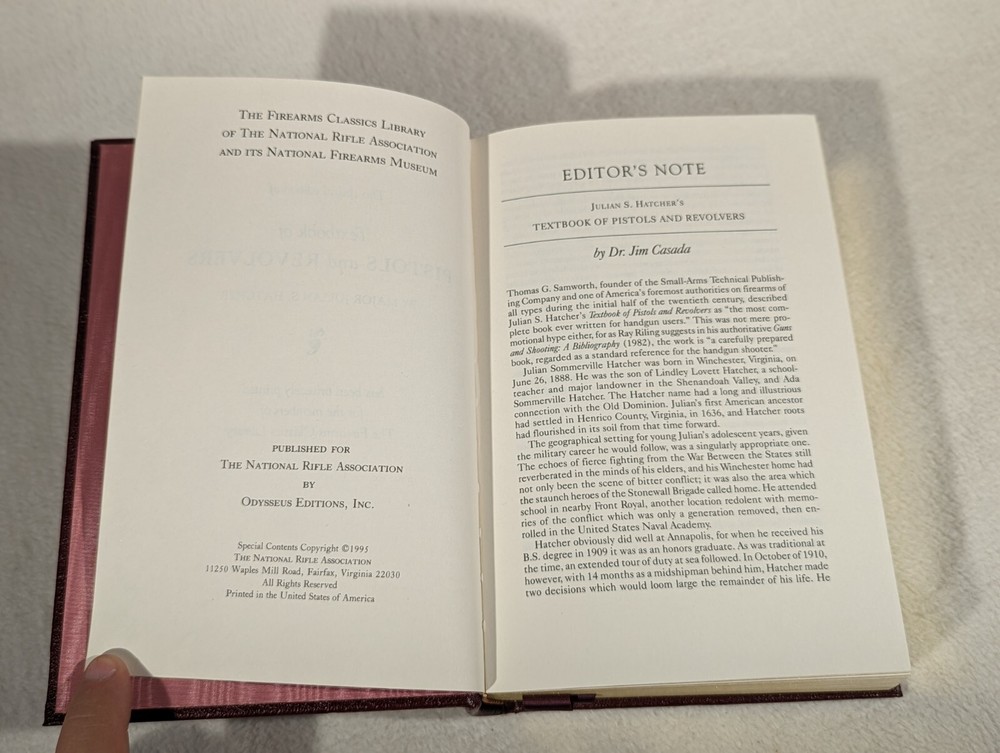 The Firearms Classics Library
of The National Rifle Association
and its National Firearms Museum
published for
The National Rifle Association
by
Odysseus Editions, Inc.
Special Contents Copyright ©1995
The National Rifle Association
11250 Waples Mill Road, Fairfax, Virginia 22030
All Rights Reserved
Printed in the United States of America
EDITOR'S NOTE
Julian S. Hatcher's
TEXTBOOK OF PISTOLS AND REVOLVERS
by Dr. Jim Casada
Thomas G. Samworth, founder of the Small-Arms Technical Publish-
ing Company and one of America's foremost authorities on firearms of
all types during the initial half of the twentieth century, described
Julian S. Hatcher's Textbook of Pistols and Revolvers as "the most com-
plete book ever written for handgun users." This was not mere pro-
motional hype either, for as Ray Riling suggests in his authoritative Guns
and Shooting: A Bibliography (1982), the work is "a carefully prepared
book, regarded as a standard reference for the handgun shooter."
Julian Sommerville Hatcher was born in Winchester, Virginia, on
June 26, 1888. He was the son of Lindley Lovett Hatcher, a school-
teacher and major landowner in the Shenandoah Valley, and Ada
Sommerville Hatcher. The Hatcher name had a long and illustrious
connection with the Old Dominion. Julian's first American ancestor
had settled in Henrico County, Virginia, in 1636, and Hatcher roots
had flourished in its soil from that time forward.
The geographical setting for young Julian's adolescent years, given
the military career he would follow, was a singularly appropriate one.
The echoes of fierce fighting from the War Between the States still
reverberated in the minds of his elders, and his Winchester home had
not only been the scene of bitter conflict; it was also the area which
the staunch heroes of the Stonewall Brigade called home. He attended
school in nearby Front Royal, another location redolent with memo-
ries of the conflict which was only a generation removed, then en-
rolled in the United States Naval Academy.
Hatcher obviously did well at Annapolis, for when he received his
B.S. degree in 1909 it was as an honors graduate. As was traditional at
the time, an extended tour of duty at sea followed. In October of 1910,
however, with 14 months as a midshipman behind him, Hatcher made
two decisions which would loom large the remainder of his life. He